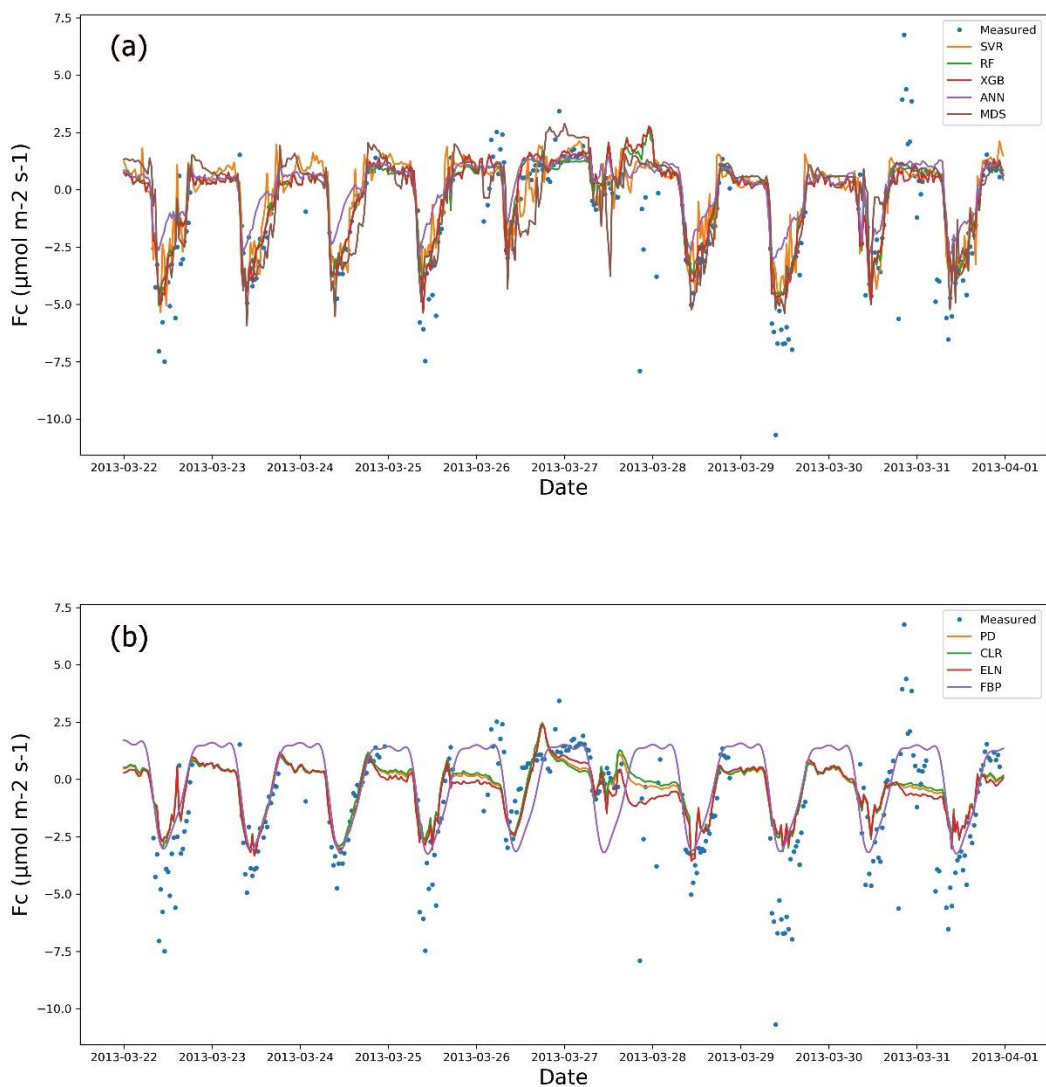 (a)
Measured
SVR
RF
XGB
ANN
MDS
7.5
5.0
2.5
0.0
−2.5
−5.0
−7.5
−10.0
Fc (µmol m-2 s-1)
2013-03-22 2013-03-23 2013-03-24 2013-03-25 2013-03-26 2013-03-27 2013-03-28 2013-03-29 2013-03-30 2013-03-31 2013-04-01
Date
(b)
Measured
PD
CLR
ELN
FBP
7.5
5.0
2.5
0.0
−2.5
−5.0
−7.5
−10.0
Fc (µmol m-2 s-1)
2013-03-22 2013-03-23 2013-03-24 2013-03-25 2013-03-26 2013-03-27 2013-03-28 2013-03-29 2013-03-30 2013-03-31 2013-04-01
Date